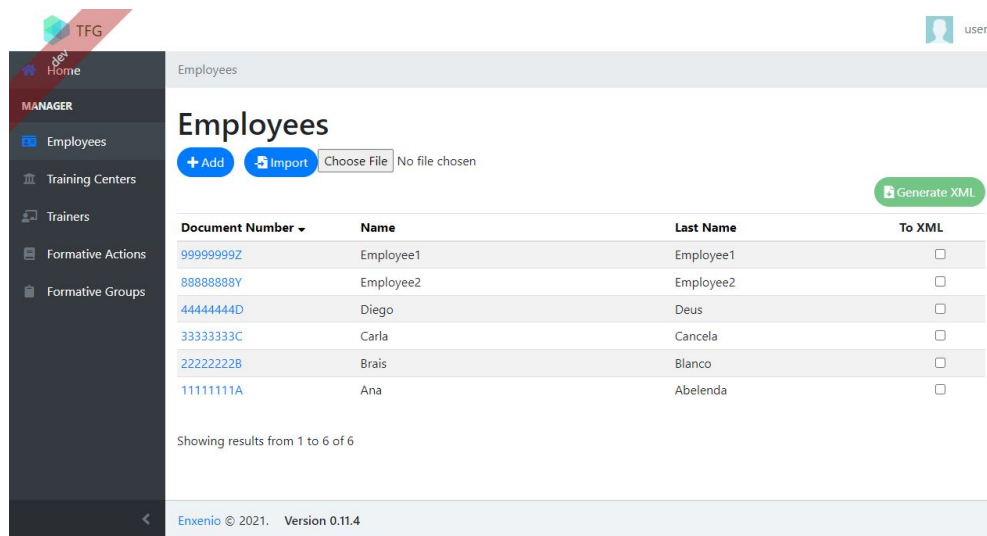 TFG
user
dev
Home
Employees
MANAGER
Employees
Training Centers
Trainers
Formative Actions
Formative Groups
Employees
Add
Import
Choose File
No file chosen
Generate XML
Document Number Name Last Name To XML
99999999Z Employee1 Employee1
88888888Y Employee2 Employee2
44444444D Diego Deus
33333333C Carla Cancela
22222222B Brais Blanco
11111111A Ana Abelenda
Showing results from 1 to 6 of 6
Enxenio © 2021. Version 0.11.4